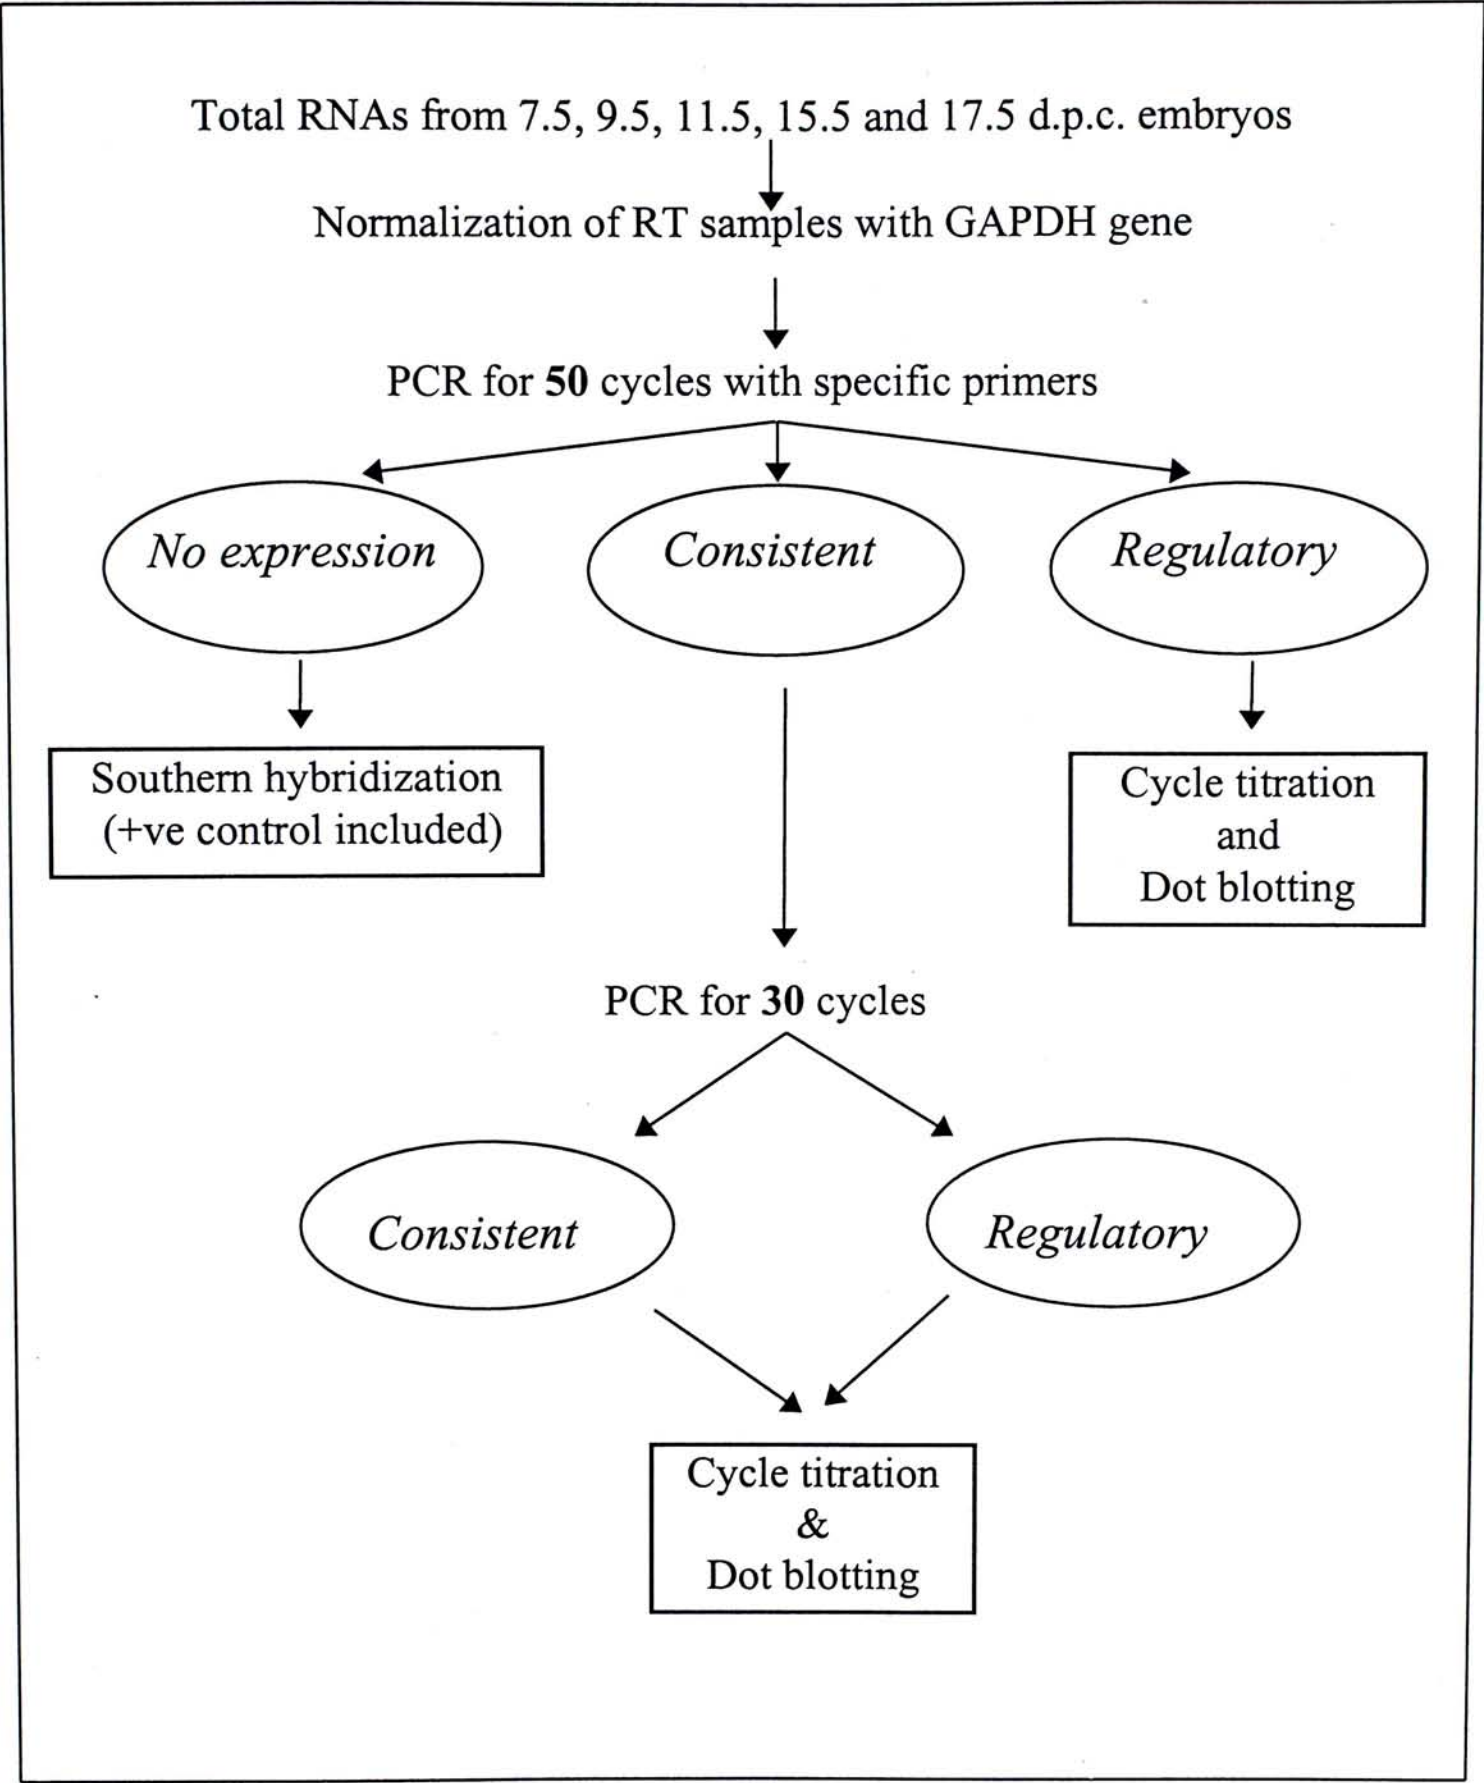 Total RNAs from 7.5, 9.5, 11.5, 15.5 and 17.5 d.p.c. embryos
Normalization of RT samples with GAPDH gene
PCR for 50 cycles with specific primers
No expression
Consistent
Regulatory
Southern hybridization
(+ve control included)
Cycle titration
and
Dot blotting
PCR for 30 cycles
Consistent
Regulatory
Cycle titration
&
Dot blotting